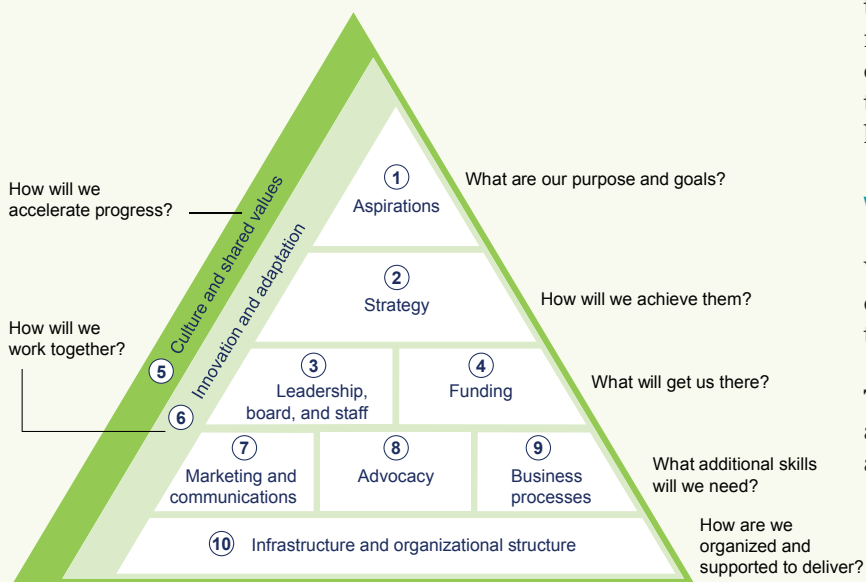 1
Aspirations
What are our purpose and goals?
How will we
accelerate progress?
5 Culture and shared values
6 Innovation and adaptation
2
Strategy
How will we achieve them?
How will we
work together?
3
Leadership,
board, and staff
4
Funding
What will get us there?
7
Marketing and
communications
8
Advocacy
9
Business
processes
What additional skills
will we need?
10 Infrastructure and organizational structure
How are we
organized and
supported to deliver?